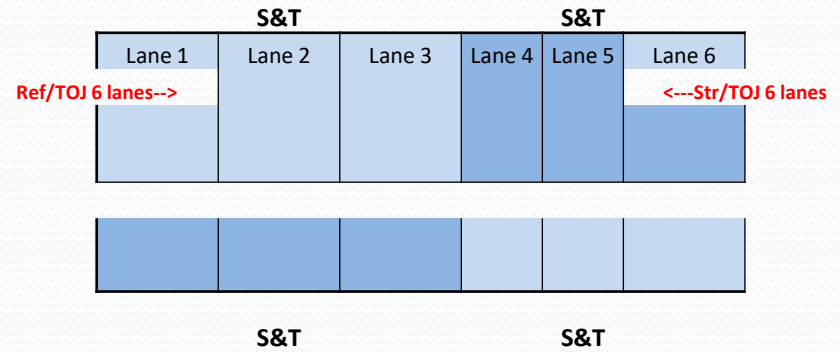 S&T S&T
Lane 1 Lane 2 Lane 3 Lane 4 Lane 5 Lane 6
Ref/TOJ 6 lanes--> <---Str/TOJ 6 lanes
S&T S&T